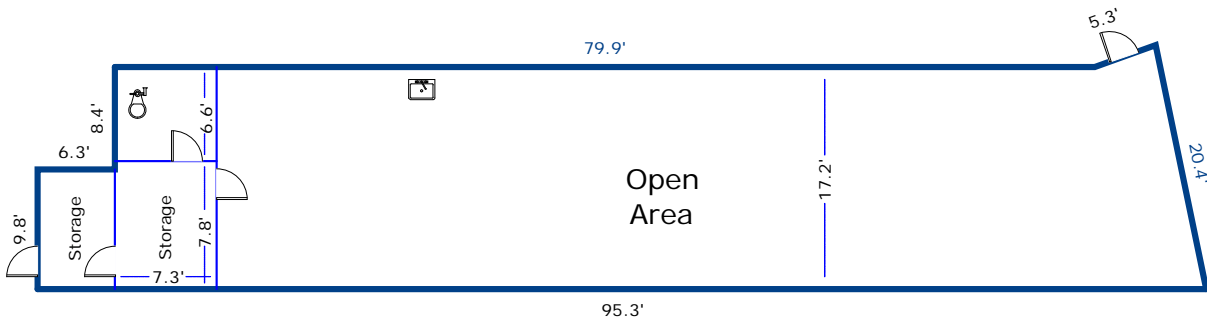 5.3'
79.9'
8.4'
6.6'
6.3'
17.2'
20.4'
Open
Area
9.8'
Storage
Storage
7.8'
7.3'
95.3'